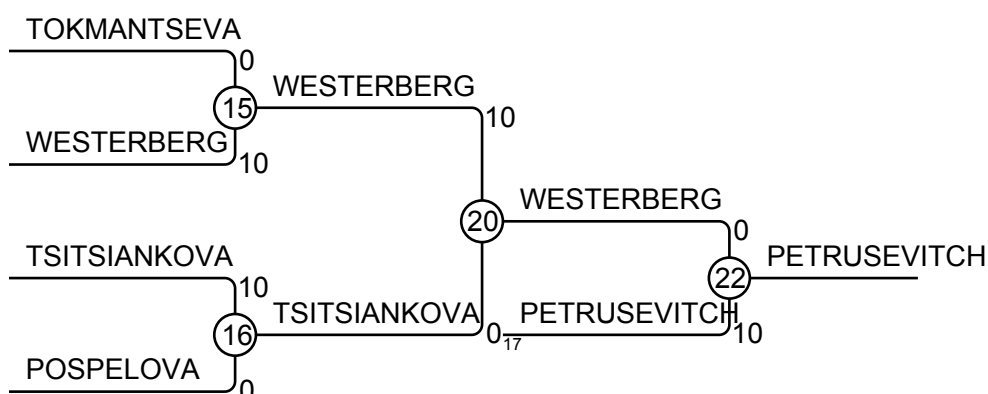 TOKMANTSEVA
0
15
WESTERBERG
10
WESTERBERG
10
20
WESTERBERG
0
22
PETRUSEVITCH
TSITSIANKOVA
10
16
TSITSIANKOVA
0
17
PETRUSEVITCH
10
POSPELOVA
0